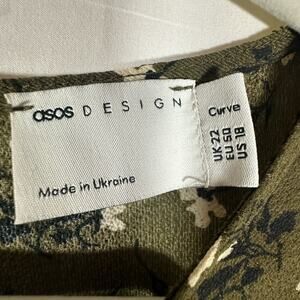 asos DESIGN
Curve
UK 22
EU 50
US 18
Made in Ukraine